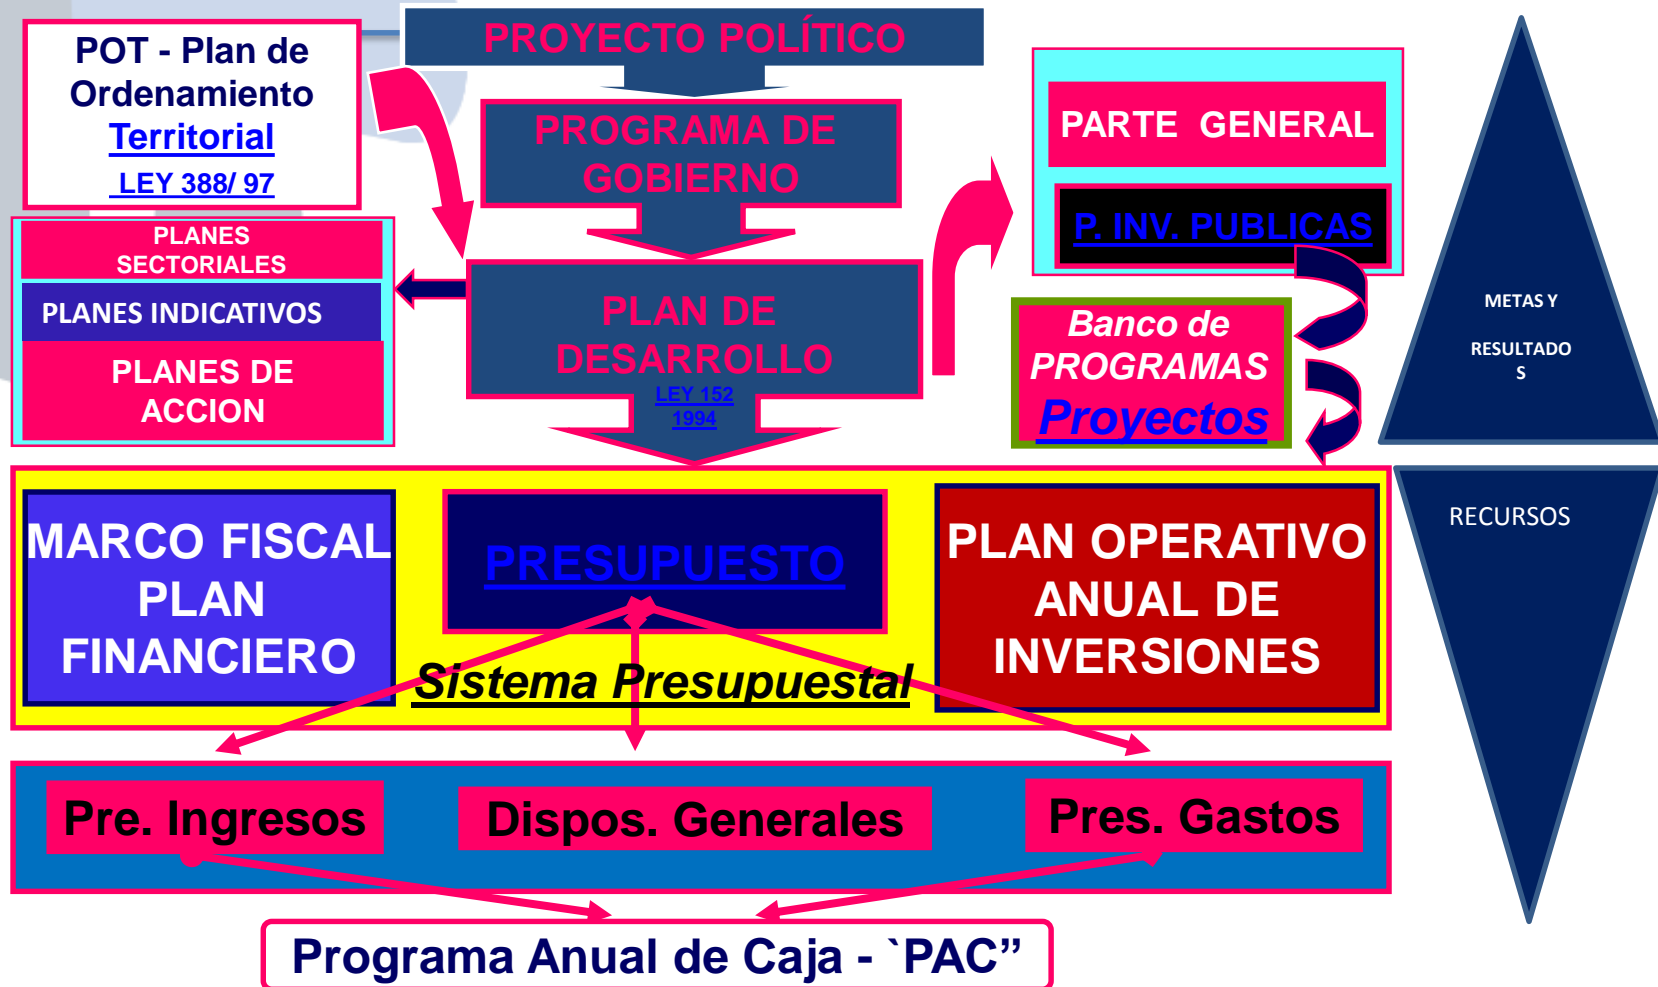 PROYECTO POLÍTICO
POT - Plan de
Ordenamiento
Territorial
LEY 388/ 97
PROGRAMA DE
GOBIERNO
PARTE GENERAL
P. INV. PUBLICAS
PLANES
SECTORIALES
PLANES INDICATIVOS
PLANES DE
ACCION
PLAN DE
DESARROLLO
LEY 152
1994
Banco de
PROGRAMAS
Proyectos
METAS Y
RESULTADO
S
MARCO FISCAL
PLAN
FINANCIERO
PRESUPUESTO
PLAN OPERATIVO
ANUAL DE
INVERSIONES
RECURSOS
Sistema Presupuestal
Pre. Ingresos
Dispos. Generales
Pres. Gastos
Programa Anual de Caja - `PAC”